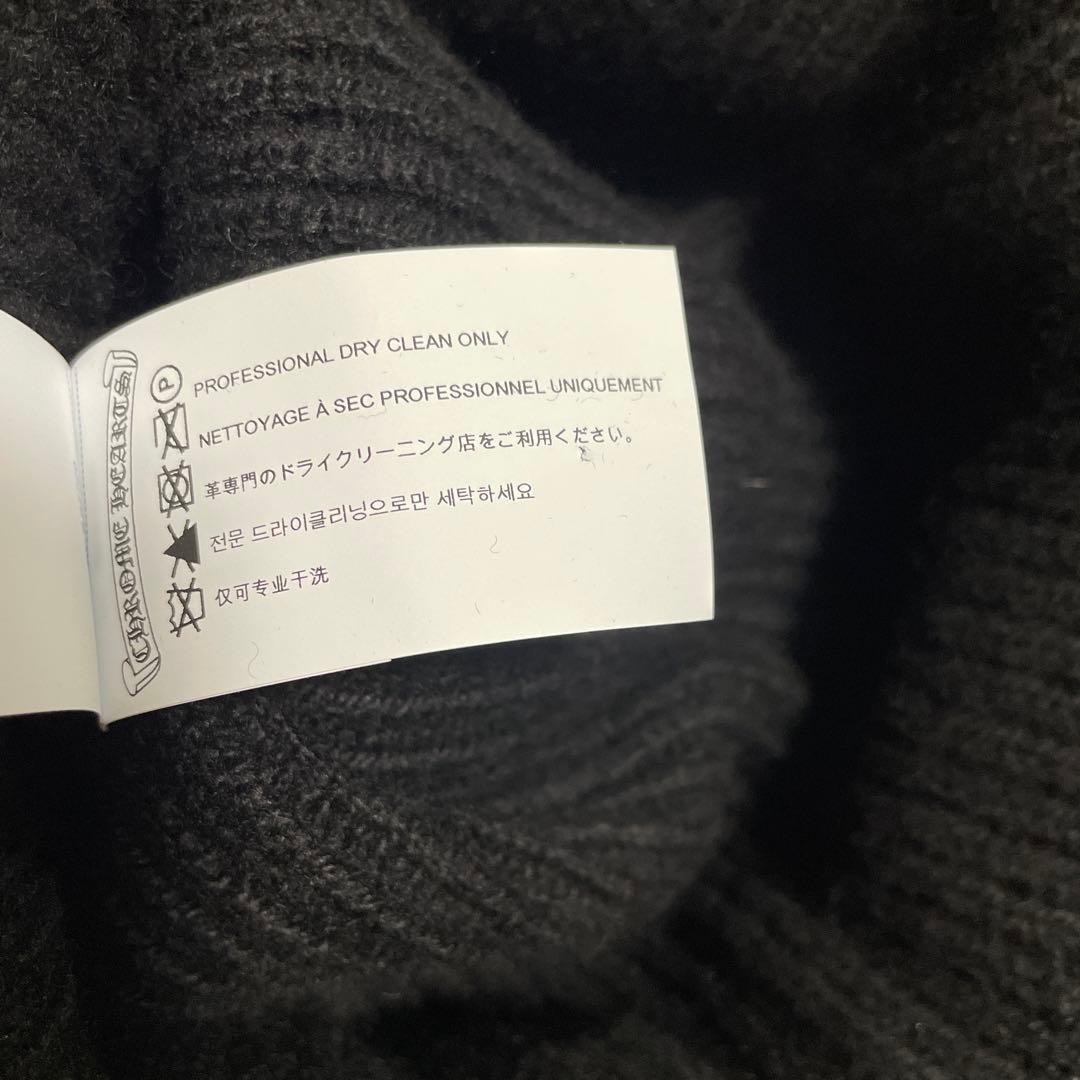 CHROME HEARTS
P
PROFESSIONAL DRY CLEAN ONLY
NETTOYAGE À SEC PROFESSIONNEL UNIQUEMENT
革専門のドライクリーニング店をご利用ください。
전문 드라이클리닝으로만 세탁하세요
仅可专业干洗